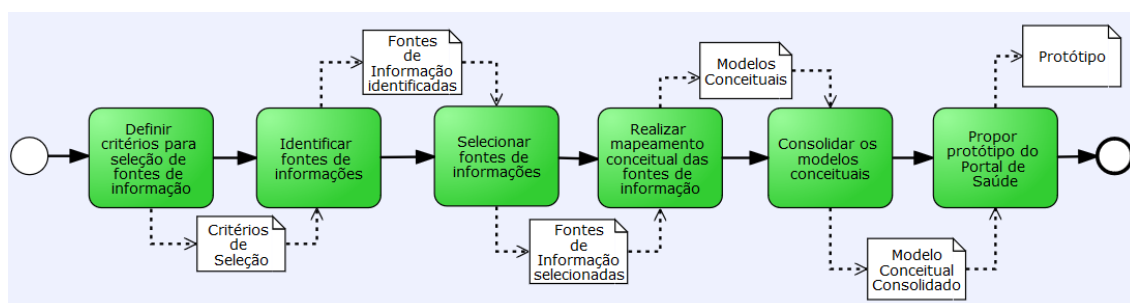 Fontes
de
Informação
identificadas
Modelos
Conceituais
Protótipo
Definir
critérios para
seleção de
fontes de
informação
Identificar
fontes de
informações
Selecionar
fontes de
informações
Realizar
mapeamento
conceitual das
fontes de
informação
Consolidar os
modelos
conceituais
Propor
protótipo do
Portal de
Saúde
Critérios
de
Seleção
Fontes
de
Informação
selecionadas
Modelo
Conceitual
Consolidado